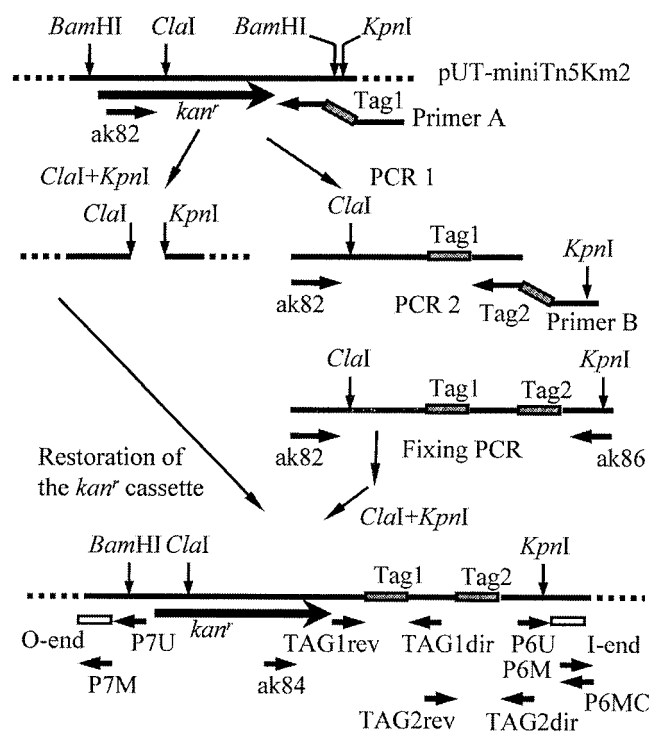 BamHI ClaI BamHI KpnI
pUT-miniTn5Km2
kanr Tag1
ak82 Primer A
ClaI+KpnI PCR 1
ClaI KpnI ClaI
Tag1 KpnI
ak82 PCR 2 Tag2 Primer B
ClaI Tag1 Tag2 KpnI
ak82 Fixing PCR ak86
Restoration of
the kanr cassette
ClaI+KpnI
BamHI ClaI KpnI
Tag1 Tag2
O-end P7U kanr TAG1rev TAG1dir P6U I-end
P7M ak84 P6M P6MC
TAG2rev TAG2dir